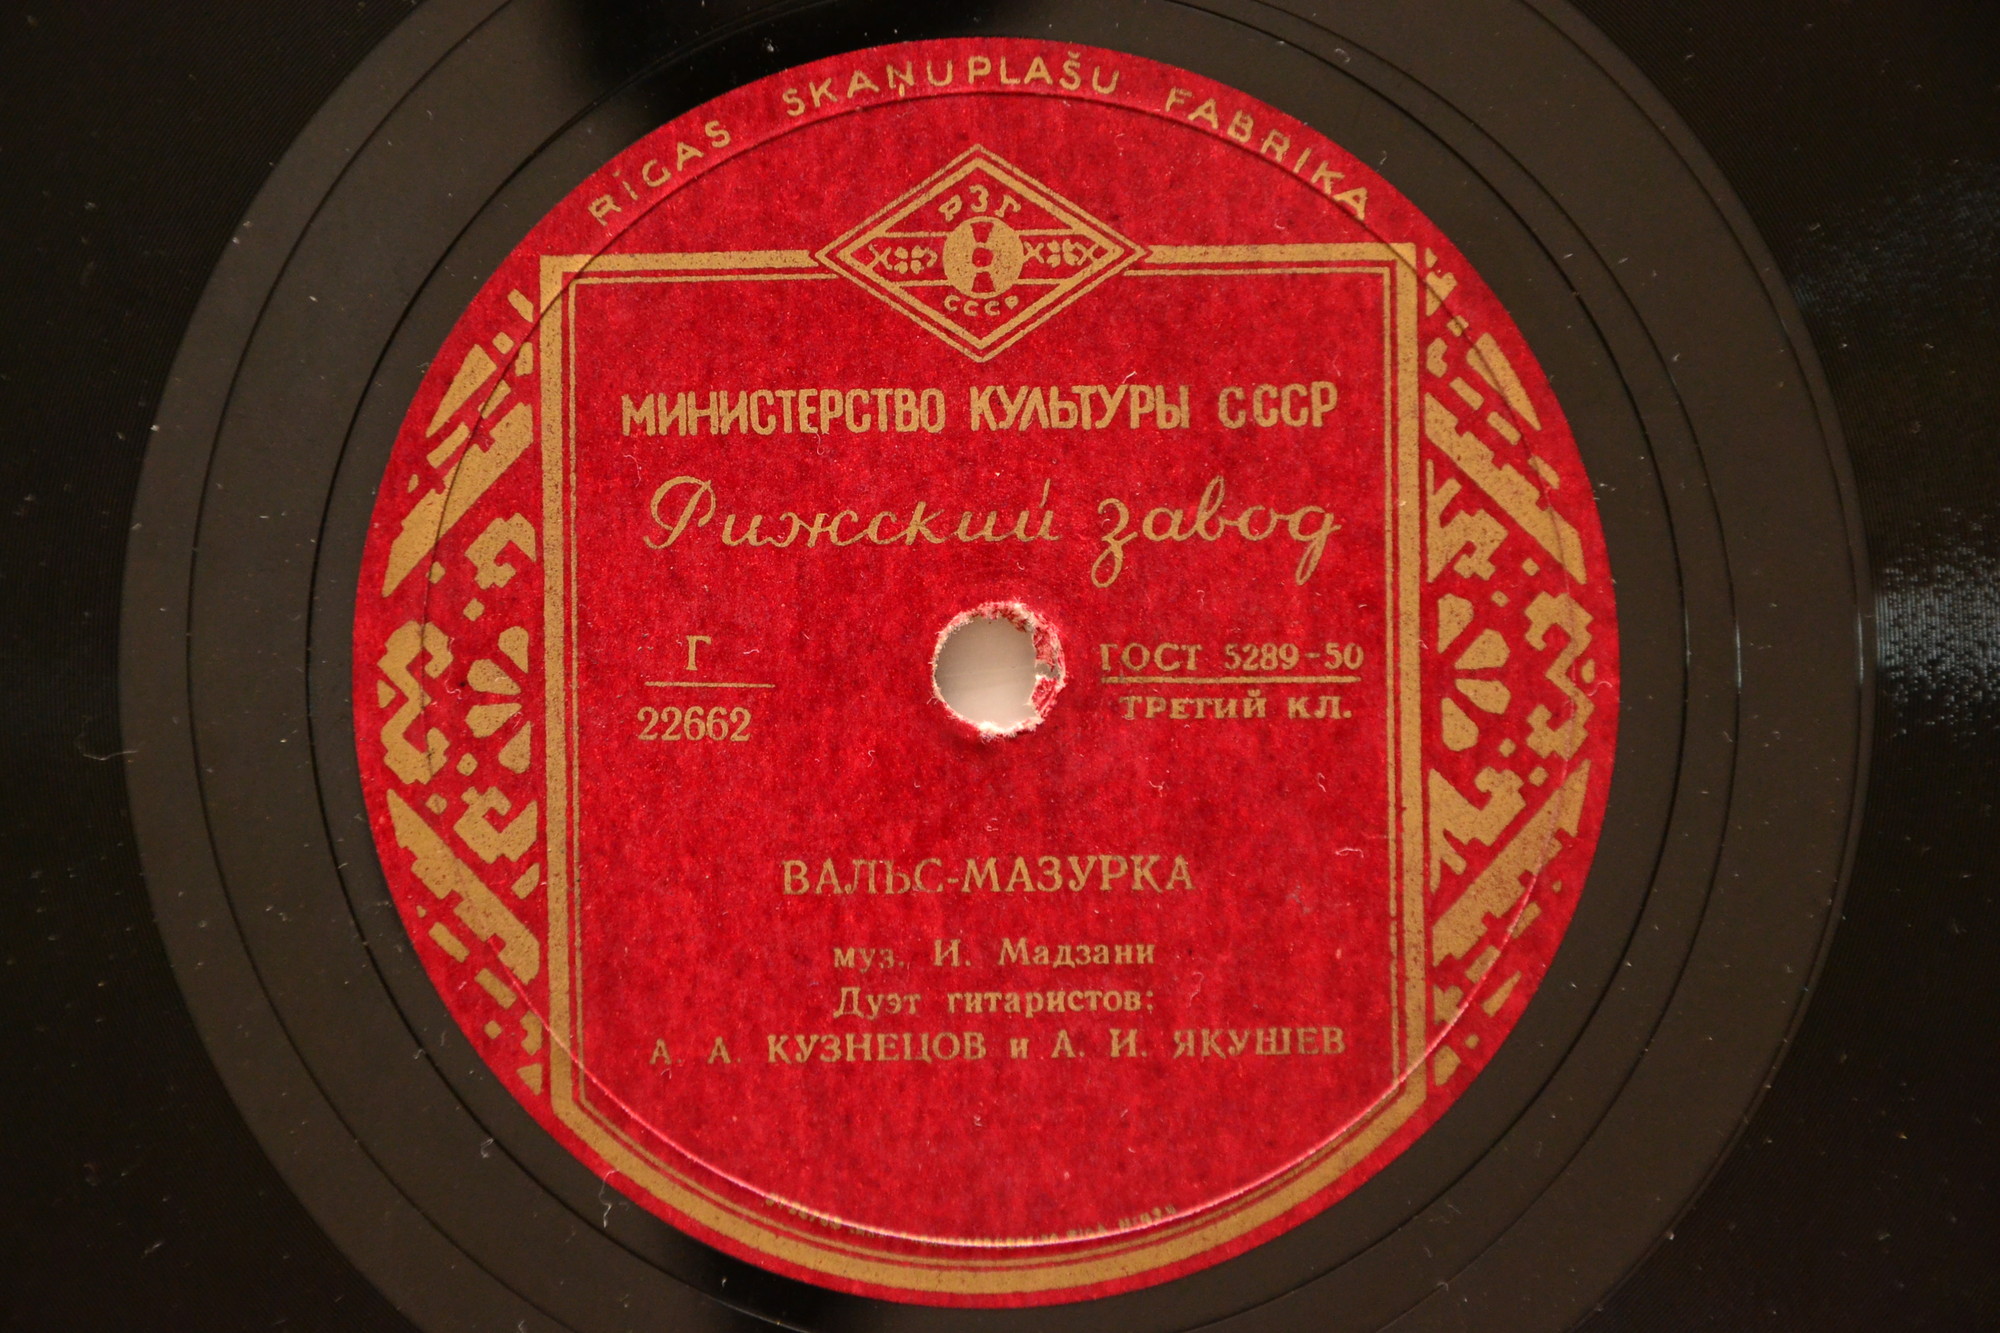 RĪGAS SKAŅUPLAŠU FABRIKA
РЗГ
СССР
МИНИСТЕРСТВО КУЛЬТУРЫ СССР
Рижский завод
Г
22662
ГОСТ 5289-50
ТРЕТИЙ КЛ.
ВАЛЬС-МАЗУРКА
муз. И. Мадзани
Дуэт гитаристов:
А. А. КУЗНЕЦОВ и А. И. ЯКУШЕВ